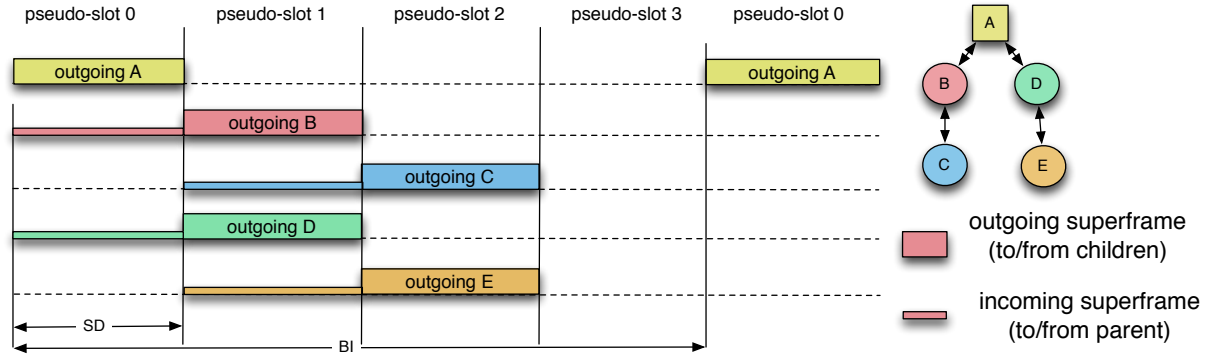 pseudo-slot 0 pseudo-slot 1 pseudo-slot 2 pseudo-slot 3 pseudo-slot 0
outgoing A outgoing A
outgoing B
outgoing C
outgoing D
outgoing E
SD
BI
A
B D
C E
outgoing superframe
(to/from children)
incoming superframe
(to/from parent)